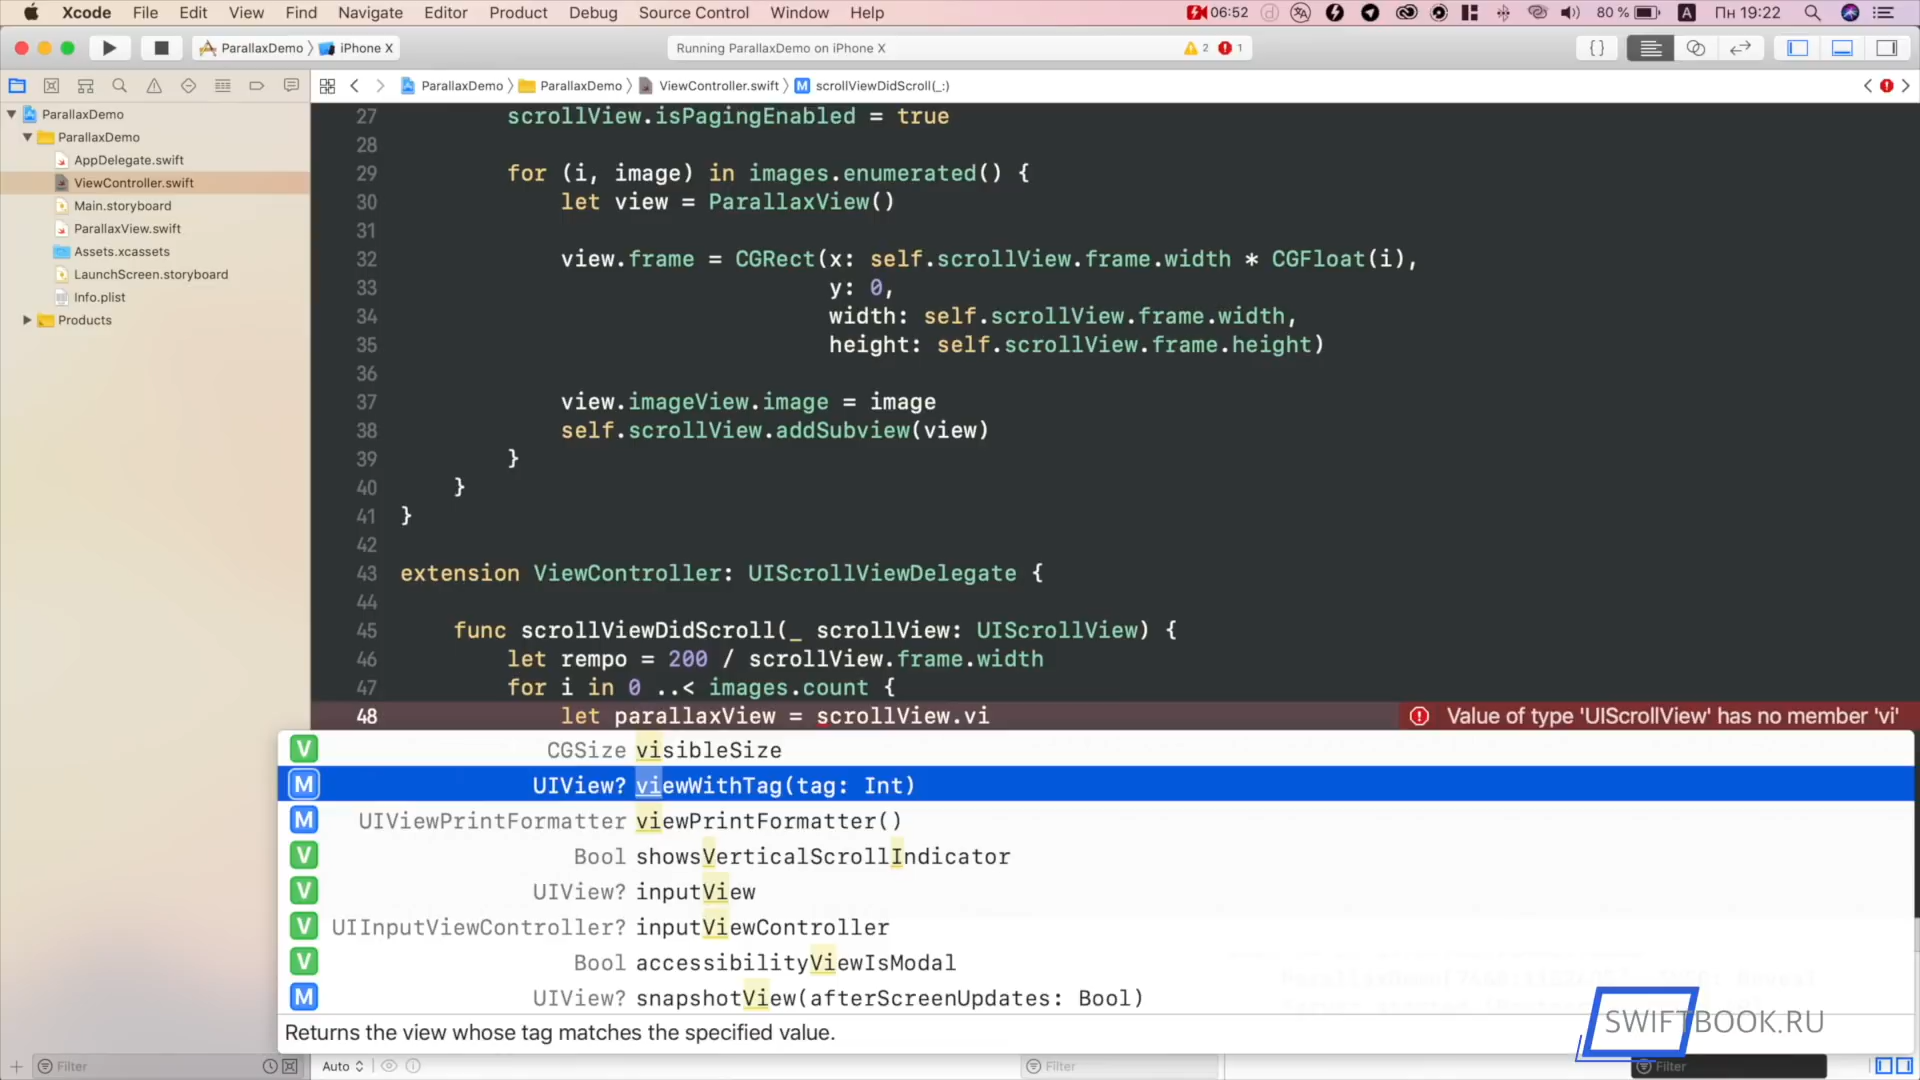 Xcode File Edit View Find Navigate Editor Product Debug Source Control Window Help
06:52 80 % A Пн 19:22
ParallaxDemo iPhone X
Running ParallaxDemo on iPhone X
2 1
ParallaxDemo ParallaxDemo ViewController.swift M scrollViewDidScroll(_:)
ParallaxDemo
ParallaxDemo
AppDelegate.swift
ViewController.swift
Main.storyboard
ParallaxView.swift
Assets.xcassets
LaunchScreen.storyboard
Info.plist
Products
27 scrollView.isPagingEnabled = true
28
29 for (i, image) in images.enumerated() {
30 let view = ParallaxView()
31
32 view.frame = CGRect(x: self.scrollView.frame.width * CGFloat(i),
33 y: 0,
34 width: self.scrollView.frame.width,
35 height: self.scrollView.frame.height)
36
37 view.imageView.image = image
38 self.scrollView.addSubview(view)
39 }
40 }
41 }
42
43 extension ViewController: UIScrollViewDelegate {
44
45 func scrollViewDidScroll(_ scrollView: UIScrollView) {
46 let rempo = 200 / scrollView.frame.width
47 for i in 0 ..< images.count {
48 let parallaxView = scrollView.vi
Value of type 'UIScrollView' has no member 'vi'
V CGSize visibleSize
M UIView? viewWithTag(tag: Int)
M UIViewPrintFormatter viewPrintFormatter()
V Bool showsVerticalScrollIndicator
V UIView? inputView
V UIInputViewController? inputViewController
V Bool accessibilityViewIsModal
M UIView? snapshotView(afterScreenUpdates: Bool)
Returns the view whose tag matches the specified value.
SWIFTBOOK.RU
Filter
Auto
Filter
Filter